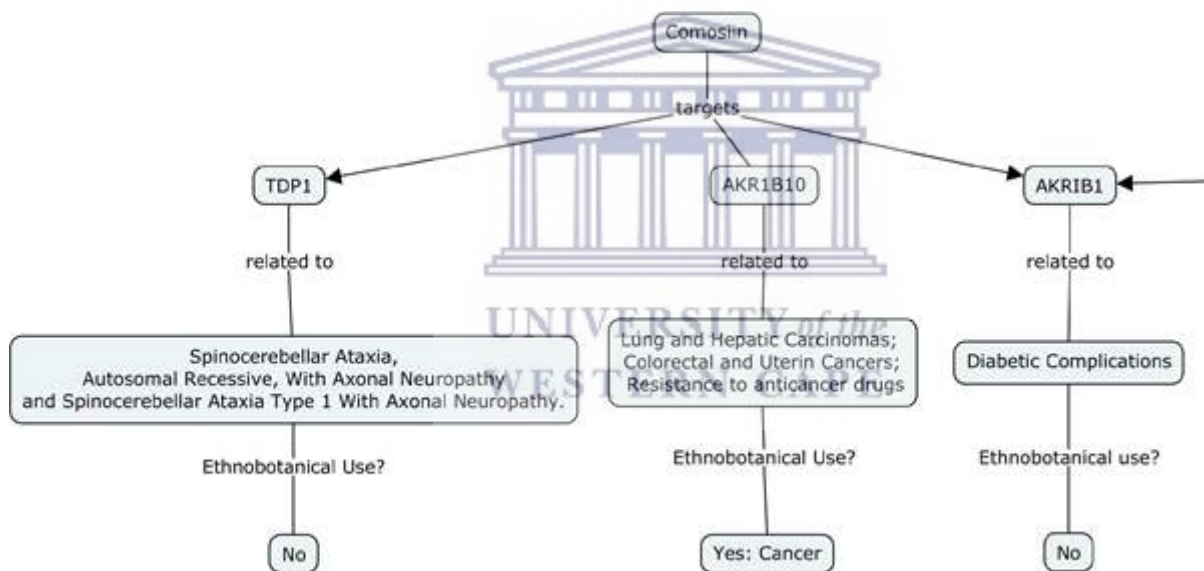 Comosiin
targets
TDP1
AKR1B10
AKRIB1
related to
related to
related to
UNIVERSITY of the
WESTERN CAPE
Spinocerebellar Ataxia,
Autosomal Recessive, With Axonal Neuropathy
and Spinocerebellar Ataxia Type 1 With Axonal Neuropathy.
Lung and Hepatic Carcinomas;
Colorectal and Uterin Cancers;
Resistance to anticancer drugs
Diabetic Complications
Ethnobotanical Use?
Ethnobotanical Use?
Ethnobotanical use?
No
Yes: Cancer
No